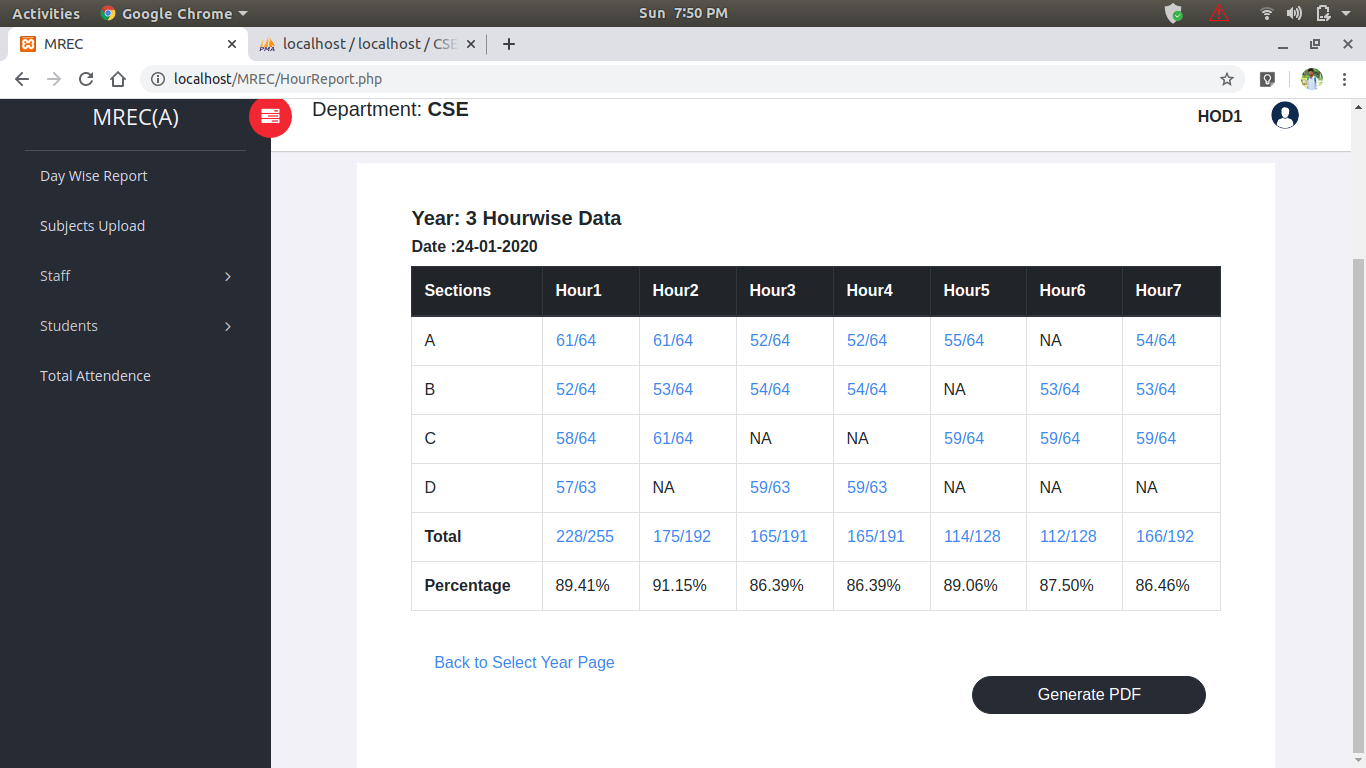 Activities Google Chrome Sun 7:50 PM
MREC localhost / localhost / CSE
localhost/MREC/HourReport.php
MREC(A) Department: CSE HOD1
Day Wise Report
Subjects Upload
Staff
Students
Total Attendence
Year: 3 Hourwise Data
Date :24-01-2020
Sections Hour1 Hour2 Hour3 Hour4 Hour5 Hour6 Hour7
A 61/64 61/64 52/64 52/64 55/64 NA 54/64
B 52/64 53/64 54/64 54/64 NA 53/64 53/64
C 58/64 61/64 NA NA 59/64 59/64 59/64
D 57/63 NA 59/63 59/63 NA NA NA
Total 228/255 175/192 165/191 165/191 114/128 112/128 166/192
Percentage 89.41% 91.15% 86.39% 86.39% 89.06% 87.50% 86.46%
Back to Select Year Page
Generate PDF